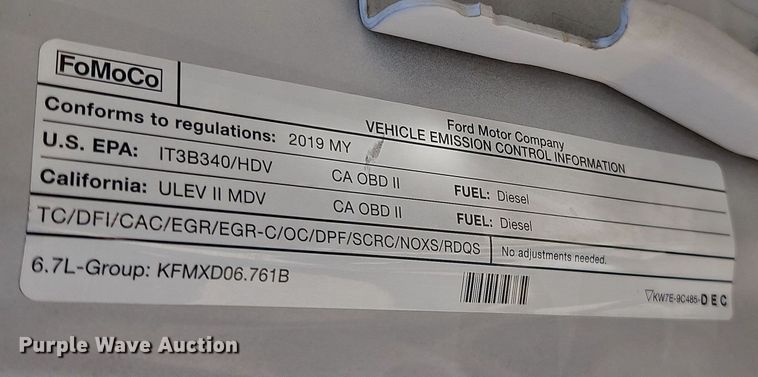 FoMoCo
Ford Motor Company
VEHICLE EMISSION CONTROL INFORMATION
Conforms to regulations: 2019 MY
U.S. EPA: IT3B340/HDV CA OBD II FUEL: Diesel
California: ULEV II MDV CA OBD II FUEL: Diesel
TC/DFI/CAC/EGR/EGR-C/OC/DPF/SCRC/NOXS/RDQS No adjustments needed.
6.7L-Group: KFMXD06.761B
KW7E-9C485-DEC
Purple Wave Auction